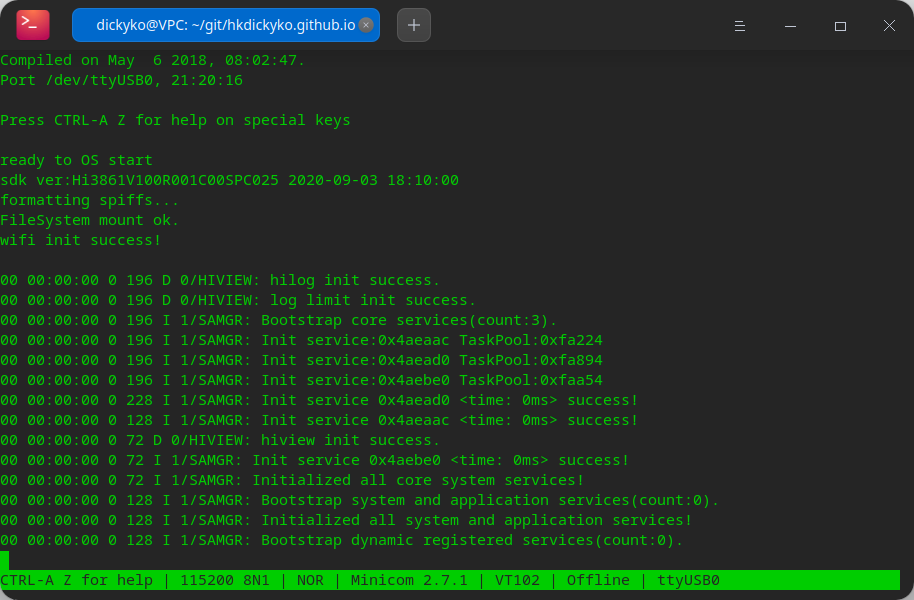 dickyko@VPC: ~/git/hkdickyko.github.io
Compiled on May  6 2018, 08:02:47.
Port /dev/ttyUSB0, 21:20:16
Press CTRL-A Z for help on special keys
ready to OS start
sdk ver:Hi3861V100R001C00SPC025 2020-09-03 18:10:00
formatting spiffs...
FileSystem mount ok.
wifi init success!
00 00:00:00 0 196 D 0/HIVIEW: hilog init success.
00 00:00:00 0 196 D 0/HIVIEW: log limit init success.
00 00:00:00 0 196 I 1/SAMGR: Bootstrap core services(count:3).
00 00:00:00 0 196 I 1/SAMGR: Init service:0x4aeaac TaskPool:0xfa224
00 00:00:00 0 196 I 1/SAMGR: Init service:0x4aead0 TaskPool:0xfa894
00 00:00:00 0 196 I 1/SAMGR: Init service:0x4aebe0 TaskPool:0xfaa54
00 00:00:00 0 228 I 1/SAMGR: Init service 0x4aead0 <time: 0ms> success!
00 00:00:00 0 128 I 1/SAMGR: Init service 0x4aeaac <time: 0ms> success!
00 00:00:00 0 72 D 0/HIVIEW: hiview init success.
00 00:00:00 0 72 I 1/SAMGR: Init service 0x4aebe0 <time: 0ms> success!
00 00:00:00 0 72 I 1/SAMGR: Initialized all core system services!
00 00:00:00 0 128 I 1/SAMGR: Bootstrap system and application services(count:0).
00 00:00:00 0 128 I 1/SAMGR: Initialized all system and application services!
00 00:00:00 0 128 I 1/SAMGR: Bootstrap dynamic registered services(count:0).
CTRL-A Z for help | 115200 8N1 | NOR | Minicom 2.7.1 | VT102 | Offline | ttyUSB0